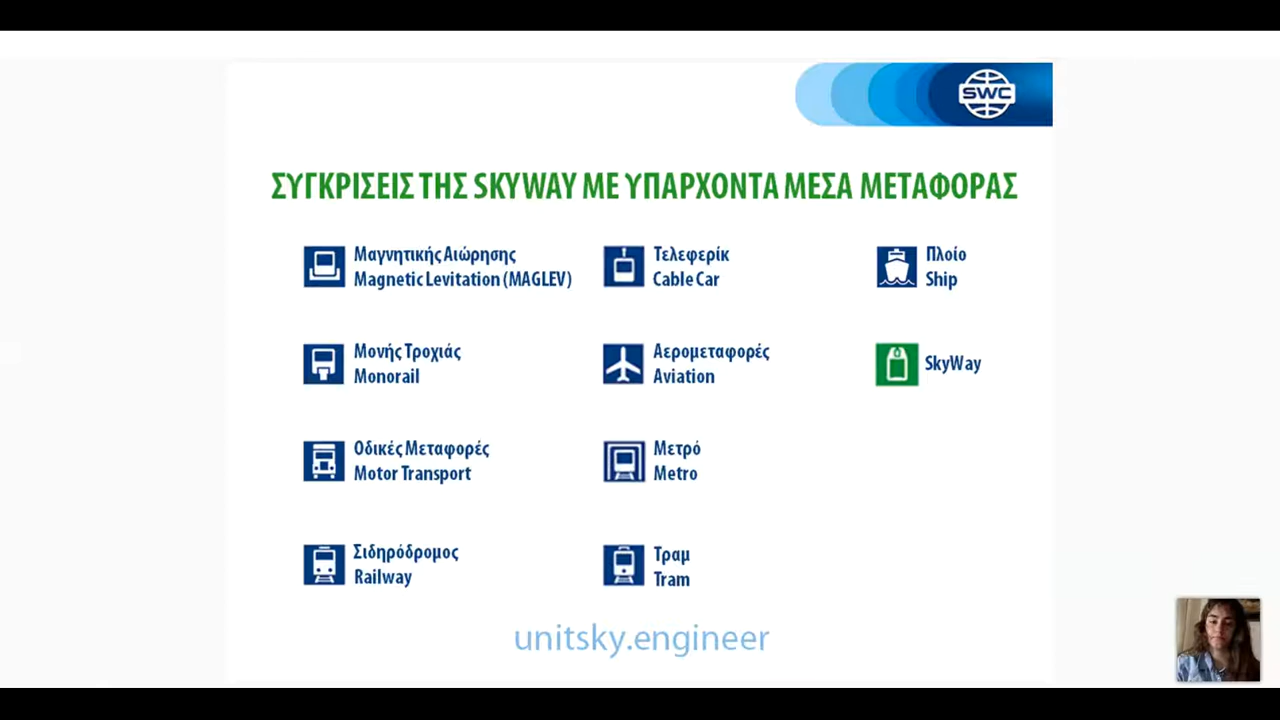 SWC
ΣΥΓΚΡΙΣΕΙΣ ΤΗΣ SKYWAY ΜΕ ΥΠΑΡΧΟΝΤΑ ΜΕΣΑ ΜΕΤΑΦΟΡΑΣ
Μαγνητικής Αιώρησης
Magnetic Levitation (MAGLEV)
Μονής Τροχιάς
Monorail
Οδικές Μεταφορές
Motor Transport
Σιδηρόδρομος
Railway
Τελεφερίκ
Cable Car
Αερομεταφορές
Aviation
Μετρό
Metro
Τραμ
Tram
Πλοίο
Ship
SkyWay
unitsky.engineer